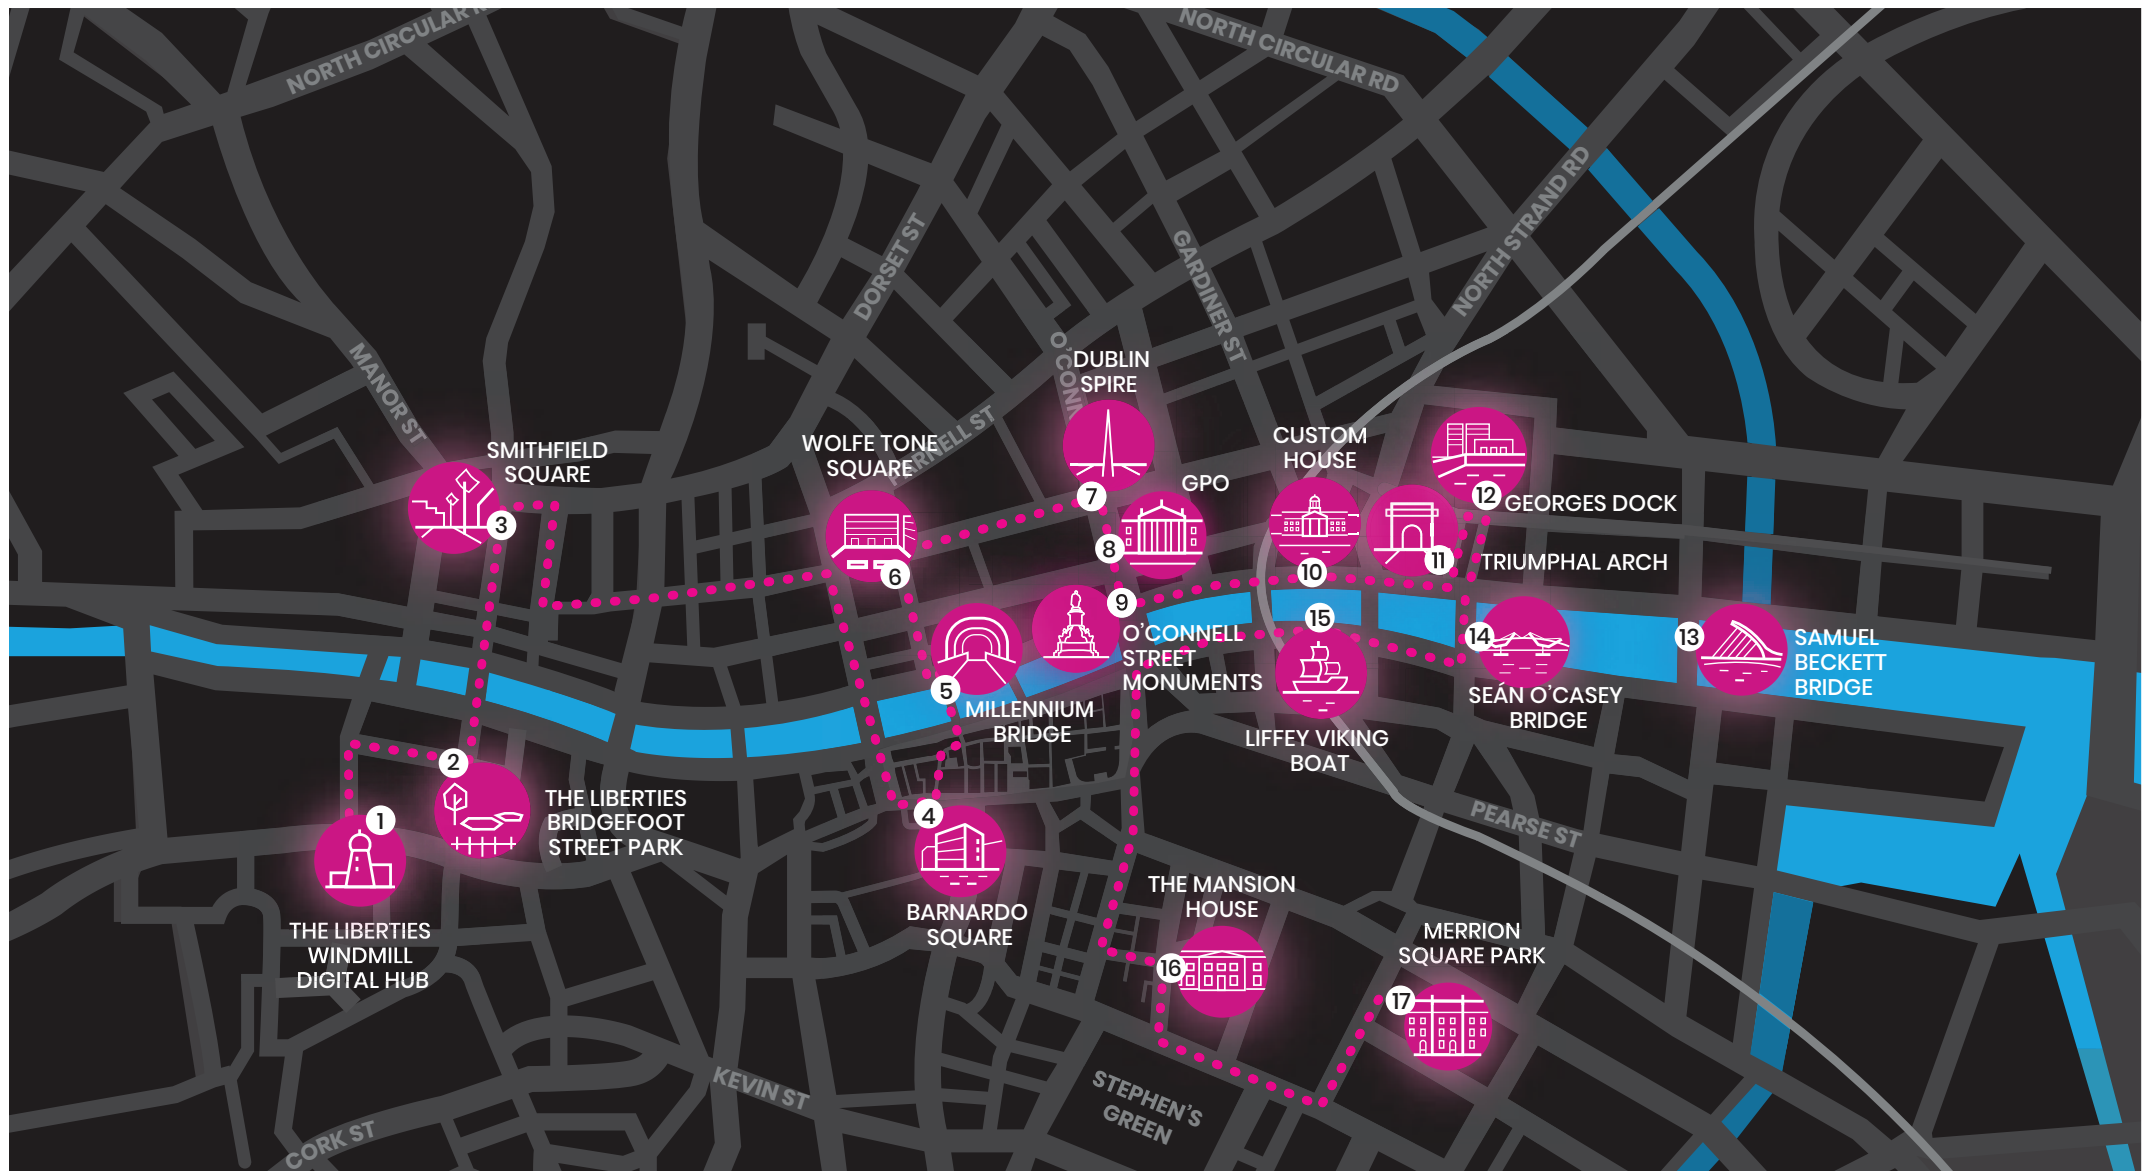 NORTH CIRCULAR R
NORTH CIRCULAR RD
NORTH STRAND RD
DORSET ST
GARDINER ST
O'CONN
MANOR ST
PARNELL ST
DUBLIN
SPIRE
7
SMITHFIELD
SQUARE
3
WOLFE TONE
SQUARE
6
GPO
8
CUSTOM
HOUSE
10
12
GEORGES DOCK
11
TRIUMPHAL ARCH
9
O'CONNELL
STREET
MONUMENTS
15
LIFFEY VIKING
BOAT
14
SEÁN O'CASEY
BRIDGE
13
SAMUEL
BECKETT
BRIDGE
5
MILLENNIUM
BRIDGE
2
THE LIBERTIES
BRIDGEFOOT
STREET PARK
1
THE LIBERTIES
WINDMILL
DIGITAL HUB
4
BARNARDO
SQUARE
PEARSE ST
THE MANSION
HOUSE
16
MERRION
SQUARE PARK
17
KEVIN ST
STEPHEN'S
GREEN
CORK ST